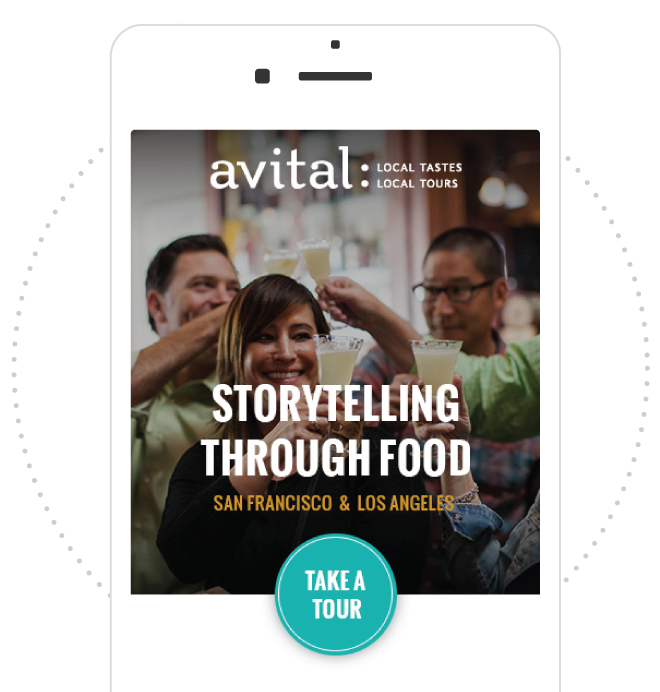 avital:
LOCAL TASTES
LOCAL TOURS
STORYTELLING
THROUGH FOOD
SAN FRANCISCO & LOS ANGELES
TAKE A
TOUR